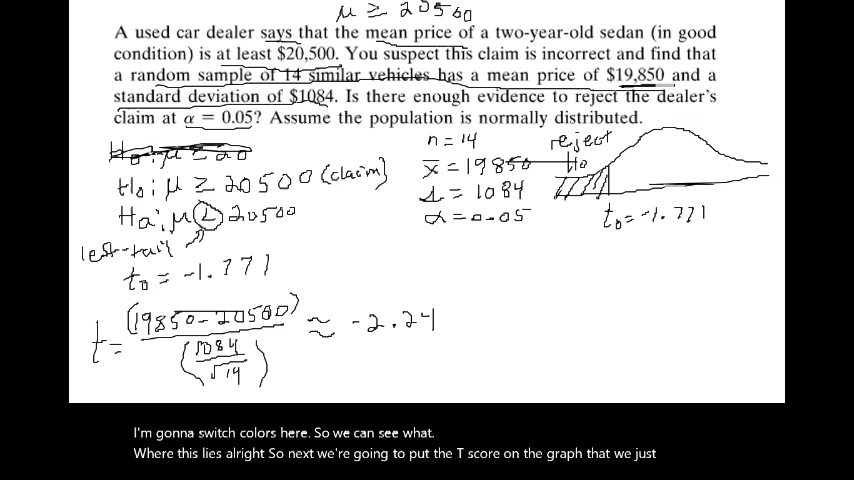 μ ≥ 20500
A used car dealer says that the mean price of a two-year-old sedan (in good
condition) is at least $20,500. You suspect this claim is incorrect and find that
a random sample of 14 similar vehicles has a mean price of $19,850 and a
standard deviation of $1084. Is there enough evidence to reject the dealer's
claim at α = 0.05? Assume the population is normally distributed.
H₀: μ ≥ 20
H₀: μ ≥ 20500 (claim)
Ha: μ < 20500
left-tail
t₀ = -1.771
n = 14
x̄ = 19850
s = 1084
α = 0.05
reject
H₀
t₀ = -1.771
t = (19850 - 20500) / (1084/√14) ≈ -2.24
I'm gonna switch colors here. So we can see what.
Where this lies alright So next we're going to put the T score on the graph that we just